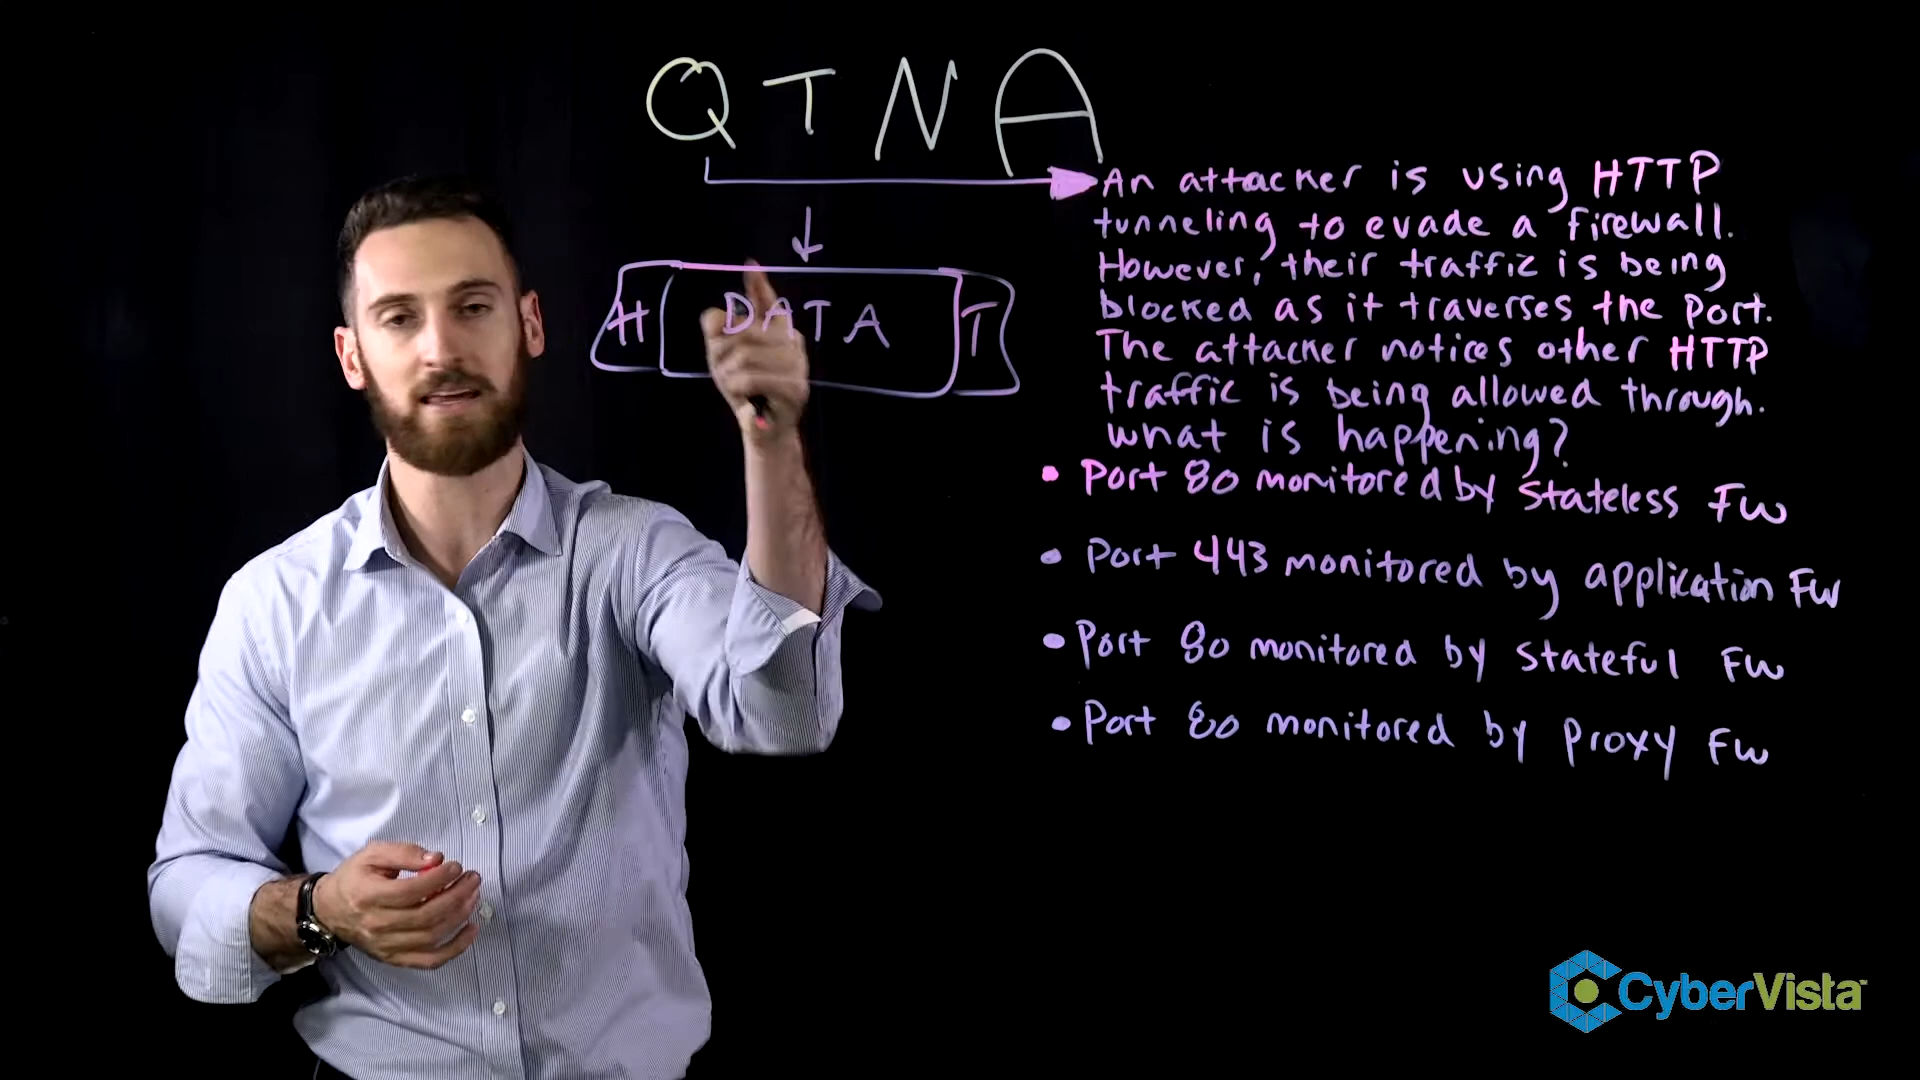 Q T N A
H DATA T
An attacker is using HTTP
tunneling to evade a firewall.
However, their traffic is being
blocked as it traverses the port.
The attacker notices other HTTP
traffic is being allowed through.
what is happening?
• Port 80 monitored by Stateless FW
• Port 443 monitored by application FW
• Port 80 monitored by Stateful FW
• Port 80 monitored by Proxy FW
CyberVista™